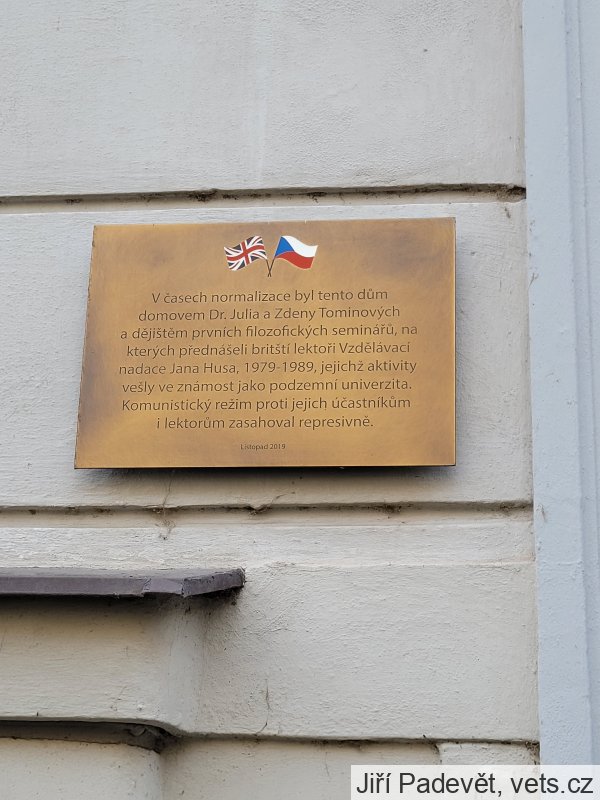 V časech normalizace byl tento dům
domovem Dr. Julia a Zdeny Tominových
a dějištěm prvních filozofických seminářů, na
kterých přednášeli britští lektoři Vzdělávací
nadace Jana Husa, 1979-1989, jejichž aktivity
vešly ve známost jako podzemní univerzita.
Komunistický režim proti jejich účastníkům
i lektorům zasahoval represivně.
Listopad 2019
Jiří Padevět, vets.cz